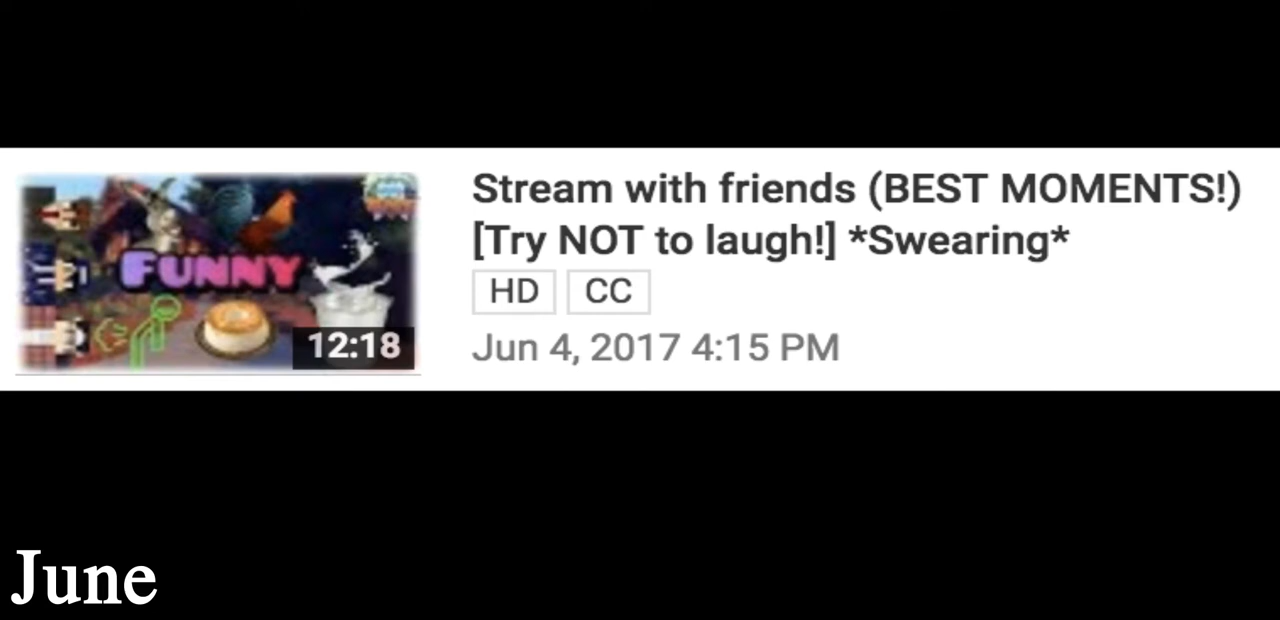 Stream with friends (BEST MOMENTS!)
[Try NOT to laugh!] *Swearing*
FUNNY
HD CC
12:18
Jun 4, 2017 4:15 PM
June